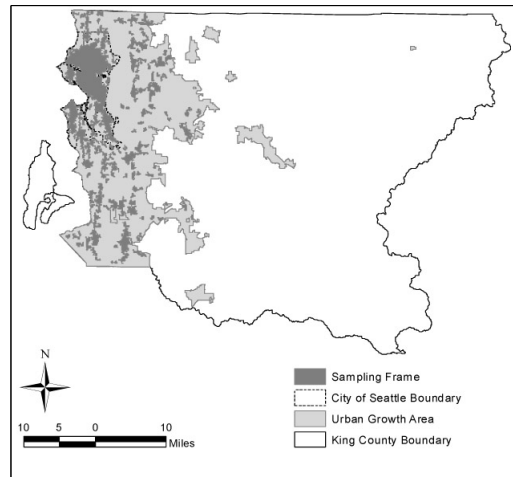 N
10 5 0 10
Miles
Sampling Frame
City of Seattle Boundary
Urban Growth Area
King County Boundary